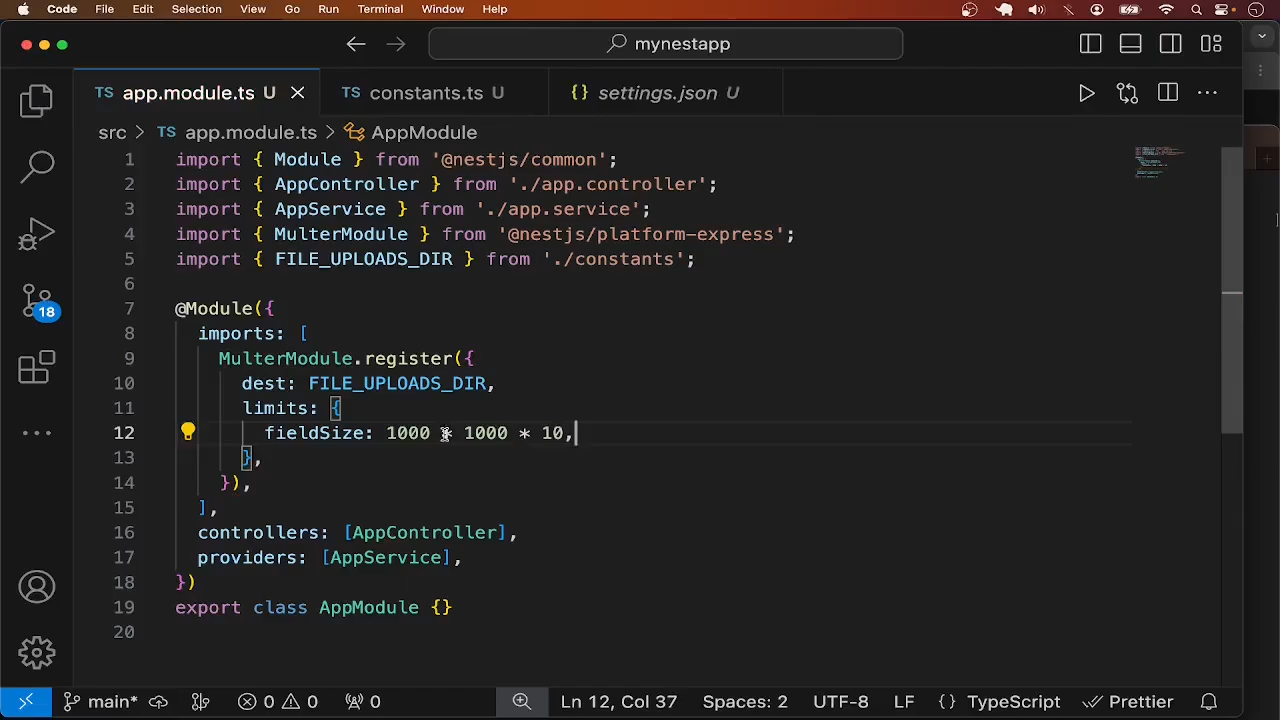 Code File Edit Selection View Go Run Terminal Window Help
mynestapp
TS app.module.ts U TS constants.ts U {} settings.json U
src > TS app.module.ts > AppModule
1 import { Module } from '@nestjs/common';
2 import { AppController } from './app.controller';
3 import { AppService } from './app.service';
4 import { MulterModule } from '@nestjs/platform-express';
5 import { FILE_UPLOADS_DIR } from './constants';
6
7 @Module({
8 imports: [
9 MulterModule.register({
10 dest: FILE_UPLOADS_DIR,
11 limits: {
12 fieldSize: 1000 * 1000 * 10,
13 },
14 }),
15 ],
16 controllers: [AppController],
17 providers: [AppService],
18 })
19 export class AppModule {}
20
18
main* 0 0 0 Ln 12, Col 37 Spaces: 2 UTF-8 LF {} TypeScript Prettier